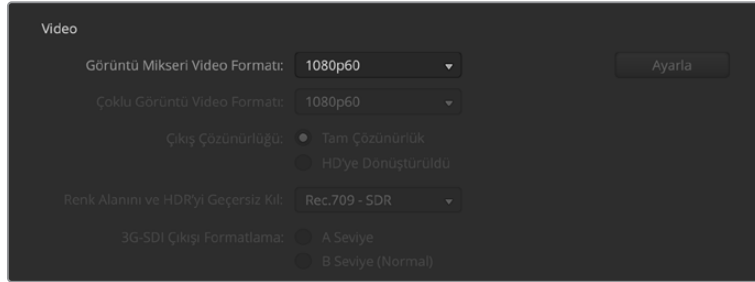 Video
Görüntü Mikseri Video Formatı: 1080p60 Ayarla
Çoklu Görüntü Video Formatı: 1080p60
Çıkış Çözünürlüğü: Tam Çözünürlük
HD'ye Dönüştürüldü
Renk Alanını ve HDR'yi Geçersiz Kıl: Rec.709 - SDR
3G-SDI Çıkışı Formatlama: A Seviye
B Seviye (Normal)